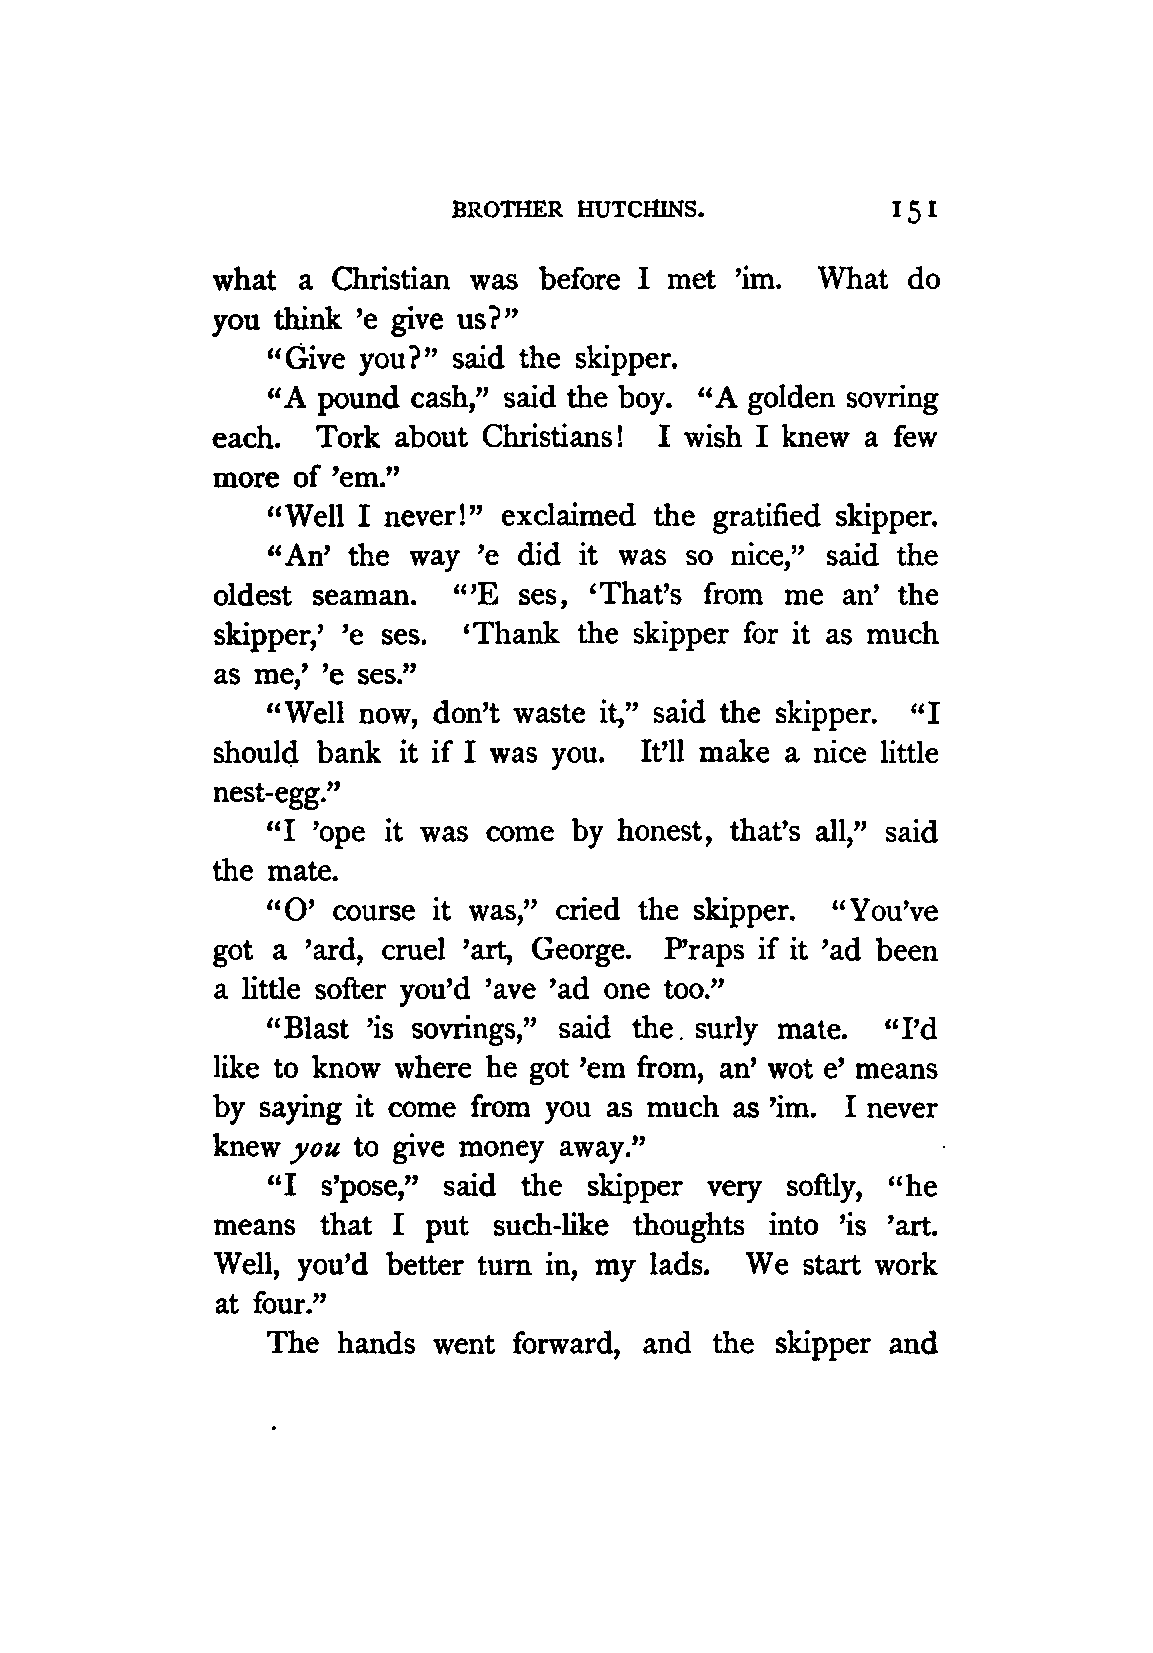 BROTHER HUTCHINS. 151
what a Christian was before I met ’im. What do
you think ’e give us?”
“Give you?” said the skipper.
“A pound cash,” said the boy. “A golden sovring
each. Tork about Christians! I wish I knew a few
more of ’em.”
“Well I never!” exclaimed the gratified skipper.
“An’ the way ’e did it was so nice,” said the
oldest seaman. “’E ses, ‘That’s from me an’ the
skipper,’ ’e ses. ‘Thank the skipper for it as much
as me,’ ’e ses.”
“Well now, don’t waste it,” said the skipper. “I
should bank it if I was you. It’ll make a nice little
nest-egg.”
“I ’ope it was come by honest, that’s all,” said
the mate.
“O’ course it was,” cried the skipper. “You’ve
got a ’ard, cruel ’art, George. P’raps if it ’ad been
a little softer you’d ’ave ’ad one too.”
“Blast ’is sovrings,” said the surly mate. “I’d
like to know where he got ’em from, an’ wot e’ means
by saying it come from you as much as ’im. I never
knew you to give money away.”
“I s’pose,” said the skipper very softly, “he
means that I put such-like thoughts into ’is ’art.
Well, you’d better turn in, my lads. We start work
at four.”
The hands went forward, and the skipper and